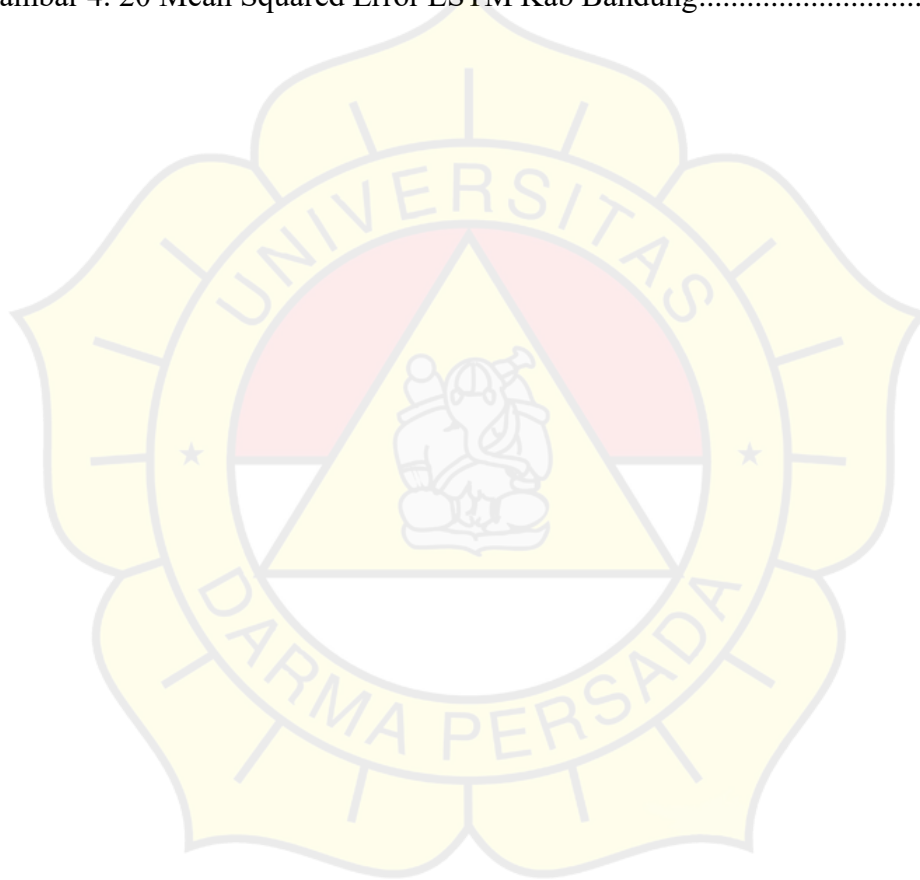 ambar 4. 20 Mean Squared Error LSTM Kab Bandung...........................
UNIVERSITAS
DARMA PERSADA